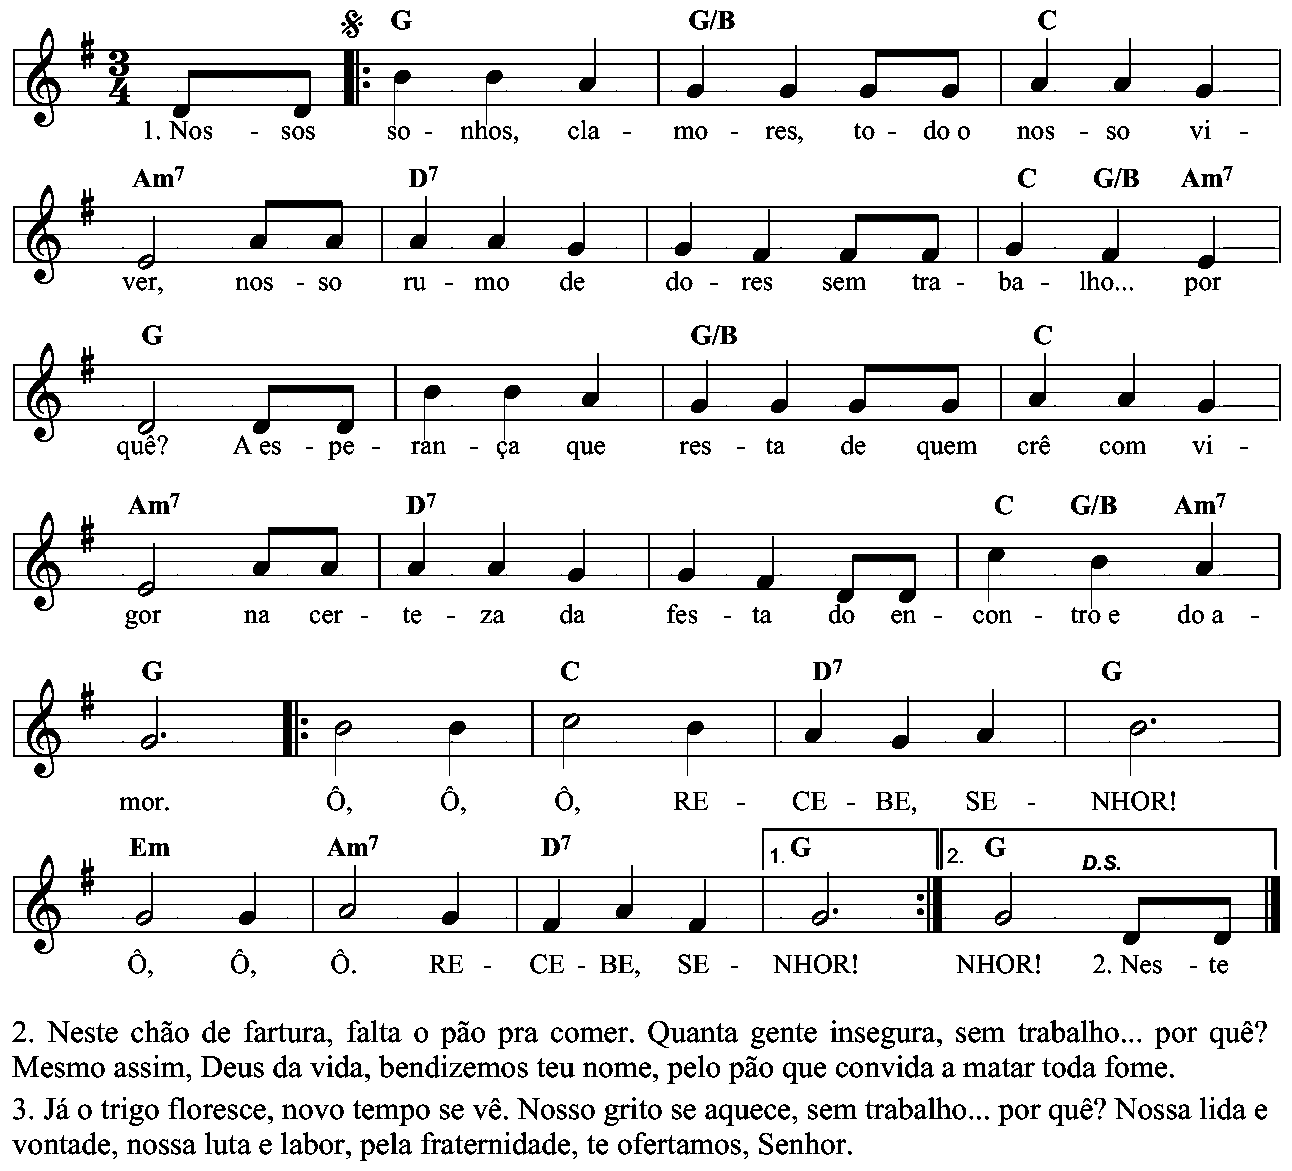 G G/B C
3/4
1. Nos - sos so - nhos, cla - mo - res, to - do o nos - so vi -
Am7 D7 C G/B Am7
ver, nos - so ru - mo de do - res sem tra - ba - lho... por
G G/B C
quê? A es - pe - ran - ça que res - ta de quem crê com vi -
Am7 D7 C G/B Am7
gor na cer - te - za da fes - ta do en - con - tro e do a -
G C D7 G
mor. Ô, Ô, Ô, RE - CE - BE, SE - NHOR!
Em Am7 D7 1. G 2. G D.S.
Ô, Ô, Ô. RE - CE - BE, SE - NHOR! NHOR! 2. Nes - te
2. Neste chão de fartura, falta o pão pra comer. Quanta gente insegura, sem trabalho... por quê?
Mesmo assim, Deus da vida, bendizemos teu nome, pelo pão que convida a matar toda fome.
3. Já o trigo floresce, novo tempo se vê. Nosso grito se aquece, sem trabalho... por quê? Nossa lida e
vontade, nossa luta e labor, pela fraternidade, te ofertamos, Senhor.